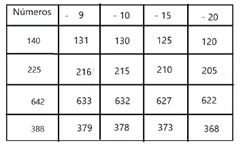 Números - 9 - 10 - 15 - 20
140 131 130 125 120
225 216 215 210 205
642 633 632 627 622
388 379 378 373 368